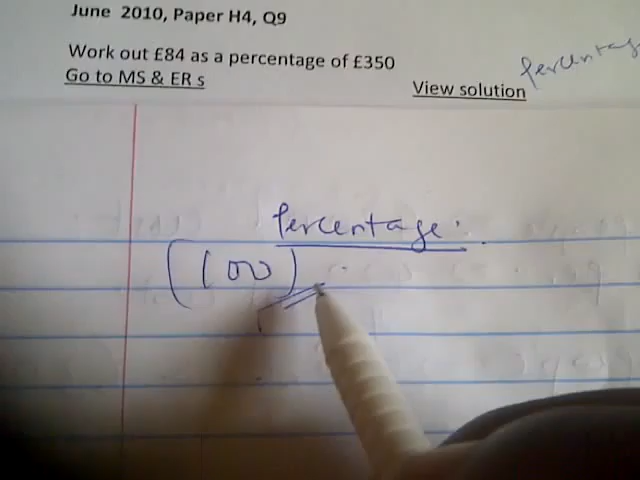 June 2010, Paper H4, Q9
Work out £84 as a percentage of £350
Go to MS & ER s
View solution
percentag
Percentage:
(100)